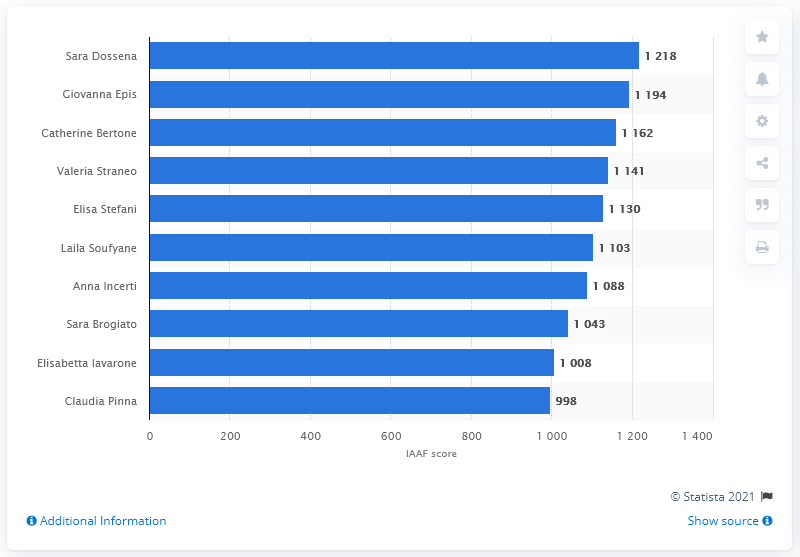 Sara Dossena 1 218
Giovanna Epis 1 194
Catherine Bertone 1 162
Valeria Straneo 1 141
Elisa Stefani 1 130
Laila Soufyane 1 103
Anna Incerti 1 088
Sara Brogiato 1 043
Elisabetta Iavarone 1 008
Claudia Pinna 998
0 200 400 600 800 1 000 1 200 1 400
IAAF score
© Statista 2021
Additional Information Show source